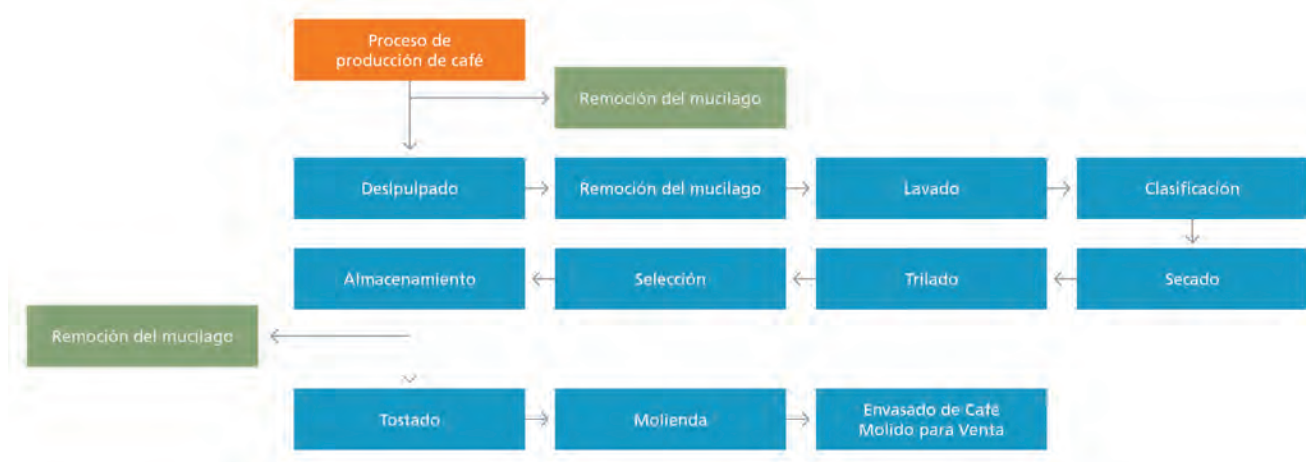 Proceso de
producción de café
Remoción del mucilago
Desipulpado
Remoción del mucilago
Lavado
Clasificación
Almacenamiento
Selección
Trilado
Secado
Remoción del mucilago
Tostado
Molienda
Envasado de Café
Molido para Venta